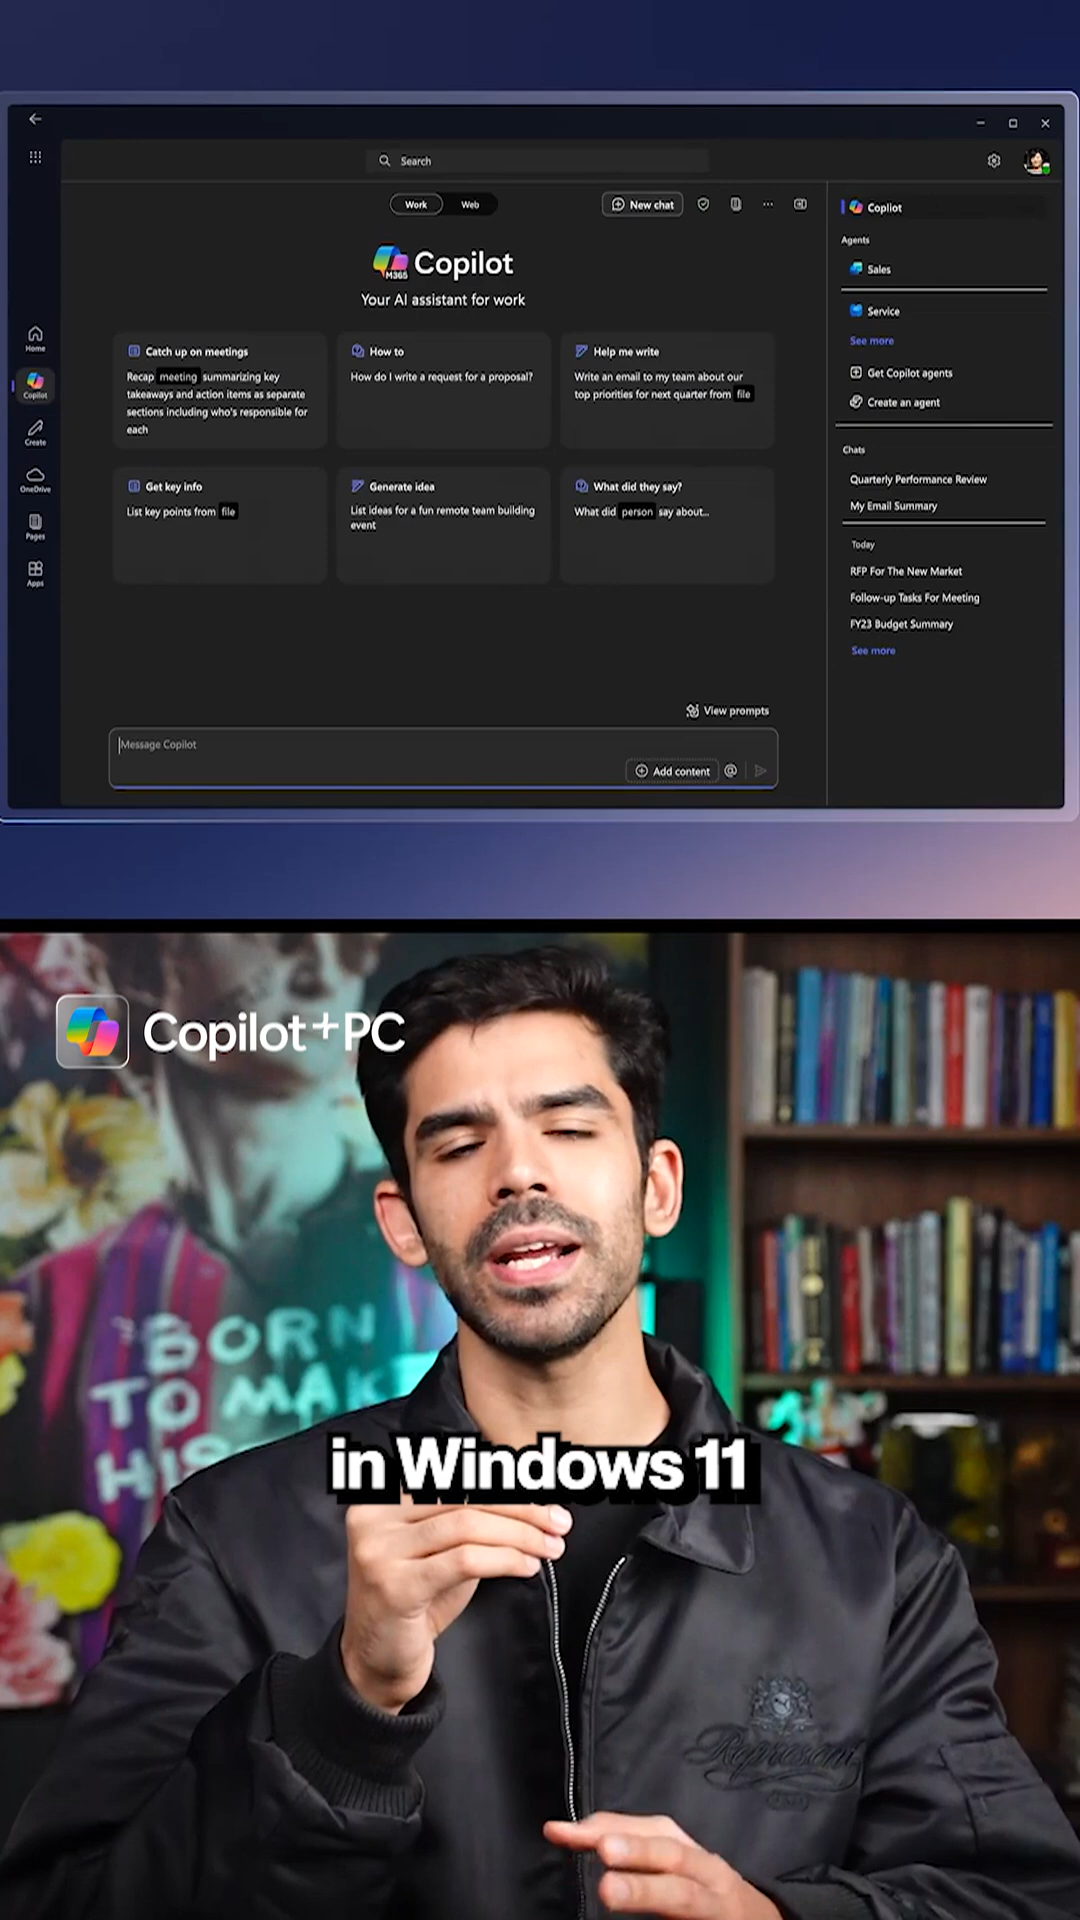 Search
Work
Web
New chat
M365
Copilot
Your AI assistant for work
Catch up on meetings
Recap meeting summarizing key
takeaways and action items as separate
sections including who's responsible for
each
How to
How do I write a request for a proposal?
Help me write
Write an email to my team about our
top priorities for next quarter from file
Get key info
List key points from file
Generate idea
List ideas for a fun remote team building
event
What did they say?
What did person say about...
View prompts
Message Copilot
Add content
Home
Copilot
Create
OneDrive
Pages
Apps
Copliot
Agents
Sales
Service
See more
Get Copilot agents
Create an agent
Chats
Quarterly Performance Review
My Email Summary
Today
RFP For The New Market
Follow-up Tasks For Meeting
FY23 Budget Summary
See more
Copilot+PC
BORN
TO MAK
HIS
in Windows 11
Represent